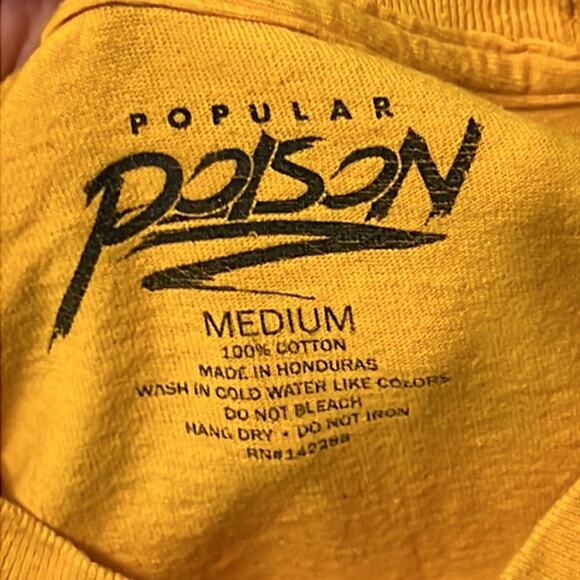 POPULAR
POISON
MEDIUM
100% COTTON
MADE IN HONDURAS
WASH IN COLD WATER LIKE COLORS
DO NOT BLEACH
HANG DRY • DO NOT IRON